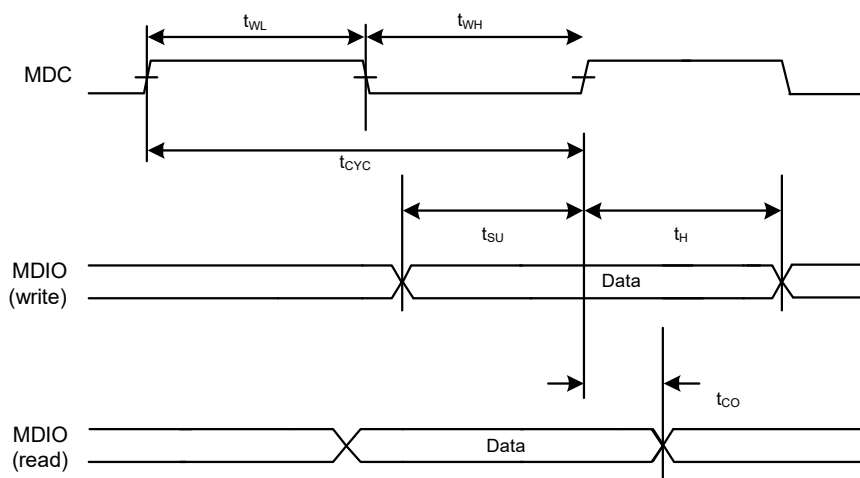 tWL
tWH
MDC
tCYC
tSU
tH
MDIO
(write)
Data
tCO
MDIO
(read)
Data